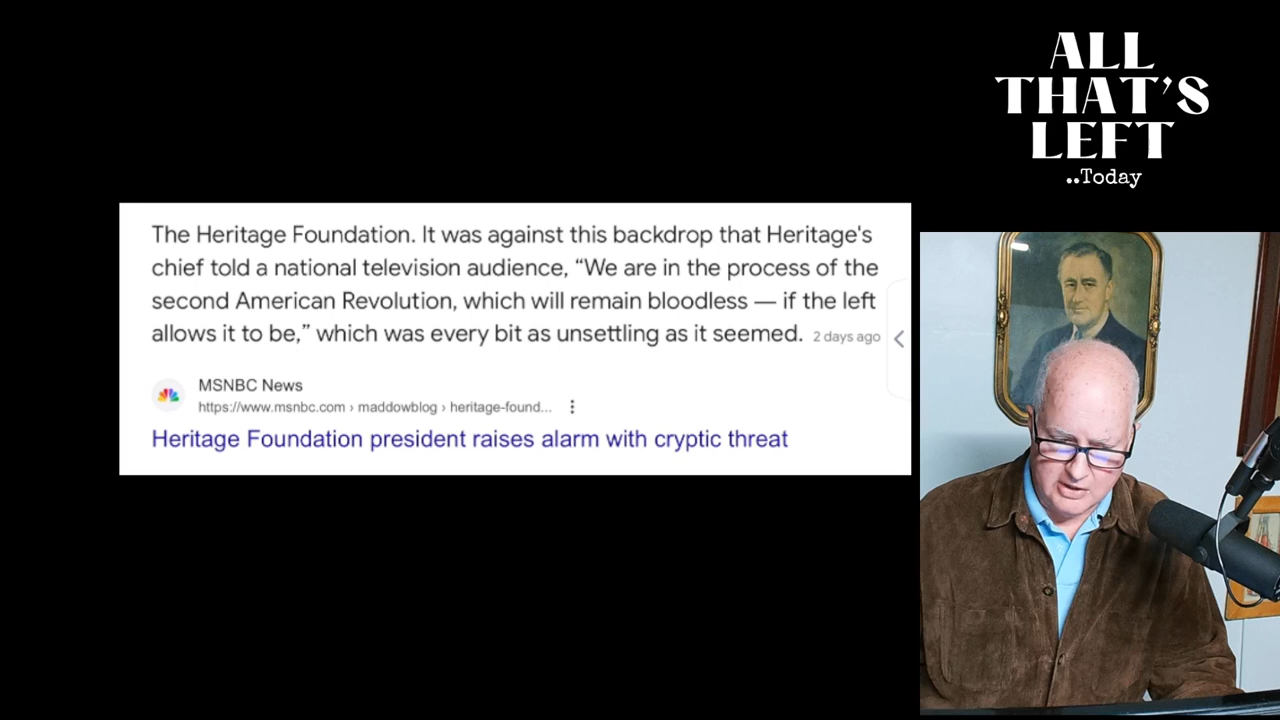 ALL
THAT'S
LEFT
..Today
The Heritage Foundation. It was against this backdrop that Heritage's
chief told a national television audience, “We are in the process of the
second American Revolution, which will remain bloodless — if the left
allows it to be,” which was every bit as unsettling as it seemed. 2 days ago
MSNBC News
https://www.msnbc.com › maddowblog › heritage-found...
Heritage Foundation president raises alarm with cryptic threat